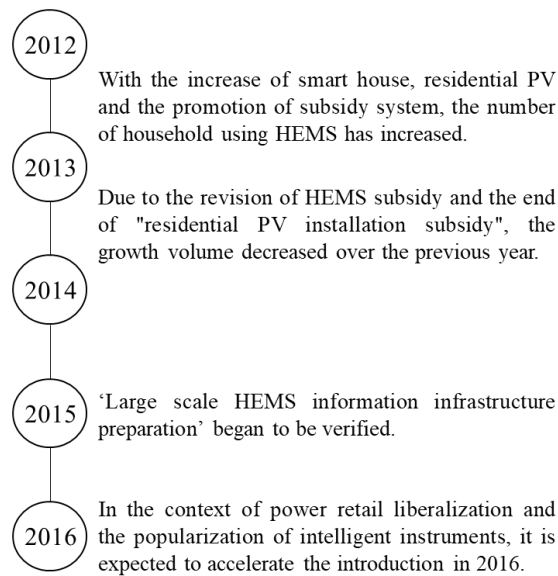 2012
With the increase of smart house, residential PV
and the promotion of subsidy system, the number
of household using HEMS has increased.
2013
Due to the revision of HEMS subsidy and the end
of "residential PV installation subsidy", the
growth volume decreased over the previous year.
2014
2015
‘Large scale HEMS information infrastructure
preparation’ began to be verified.
2016
In the context of power retail liberalization and
the popularization of intelligent instruments, it is
expected to accelerate the introduction in 2016.